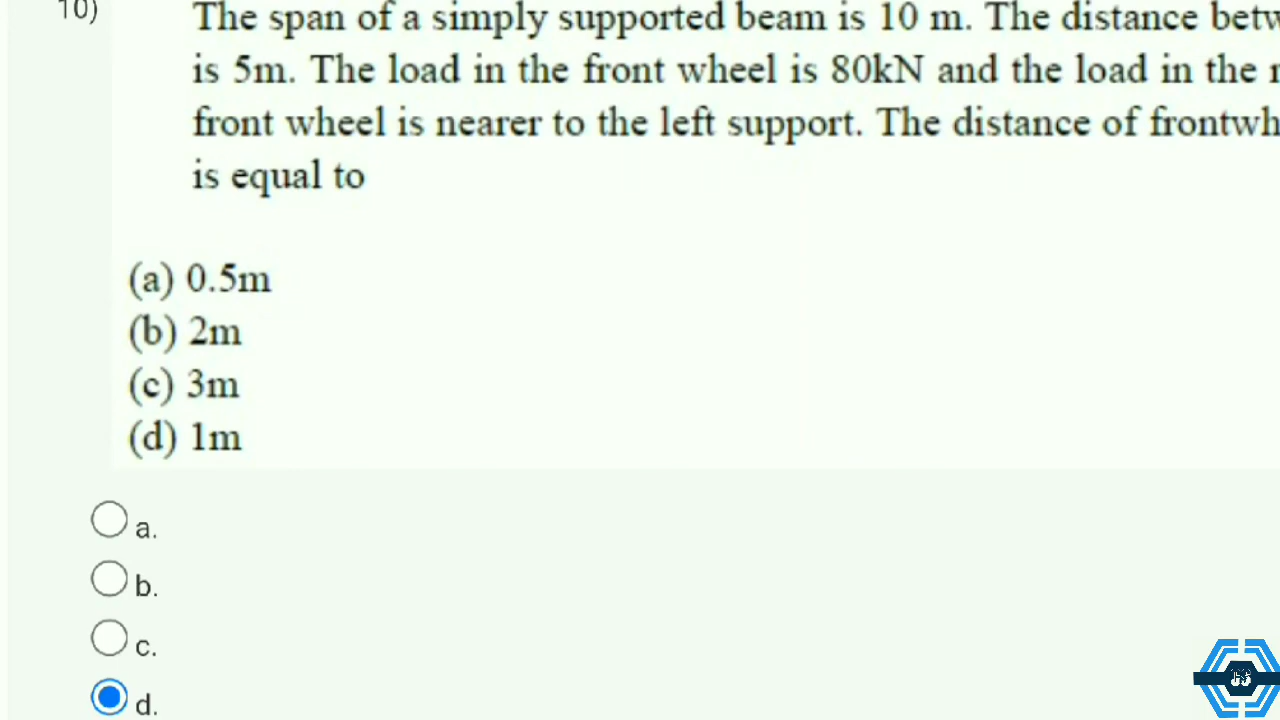 10)
The span of a simply supported beam is 10 m. The distance
is 5m. The load in the front wheel is 80kN and the load in the
front wheel is nearer to the left support. The distance of
is equal to
(a) 0.5m
(b) 2m
(c) 3m
(d) 1m
a.
b.
c.
d.